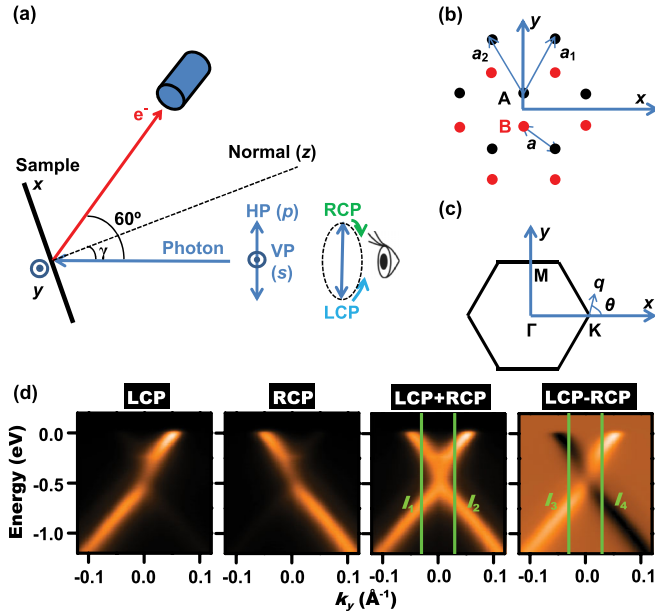 (a)
e-
Sample
x
Normal (z)
60º
γ
Photon
y
HP (p)
VP
(s)
RCP
LCP
(b)
y
a2
a1
A
x
B
a
(c)
y
M
q
θ
x
Γ
K
(d)
LCP
RCP
LCP+RCP
LCP-RCP
Energy (eV)
0.0
-0.5
-1.0
I1
I2
I3
I4
-0.1 0.0 0.1
-0.1 0.0 0.1
-0.1 0.0 0.1
-0.1 0.0 0.1
ky (Å-1)